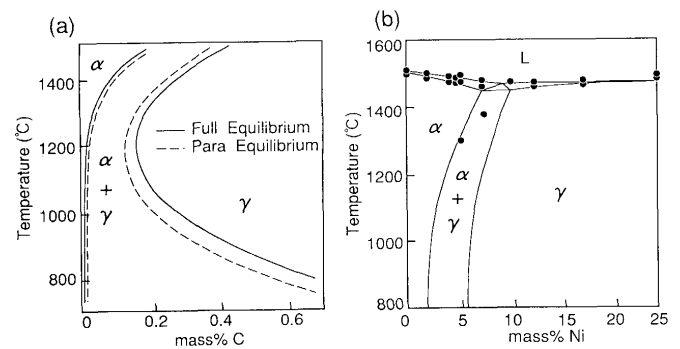 (a)
Temperature (℃)
1400
1200
1000
800
0
0.2
0.4
0.6
mass% C
α
α
+
γ
γ
Full Equilibrium
Para Equilibrium
(b)
Temperature (℃)
1600
1400
1200
1000
800
0
5
10
15
20
25
mass% Ni
L
α
α
+
γ
γ